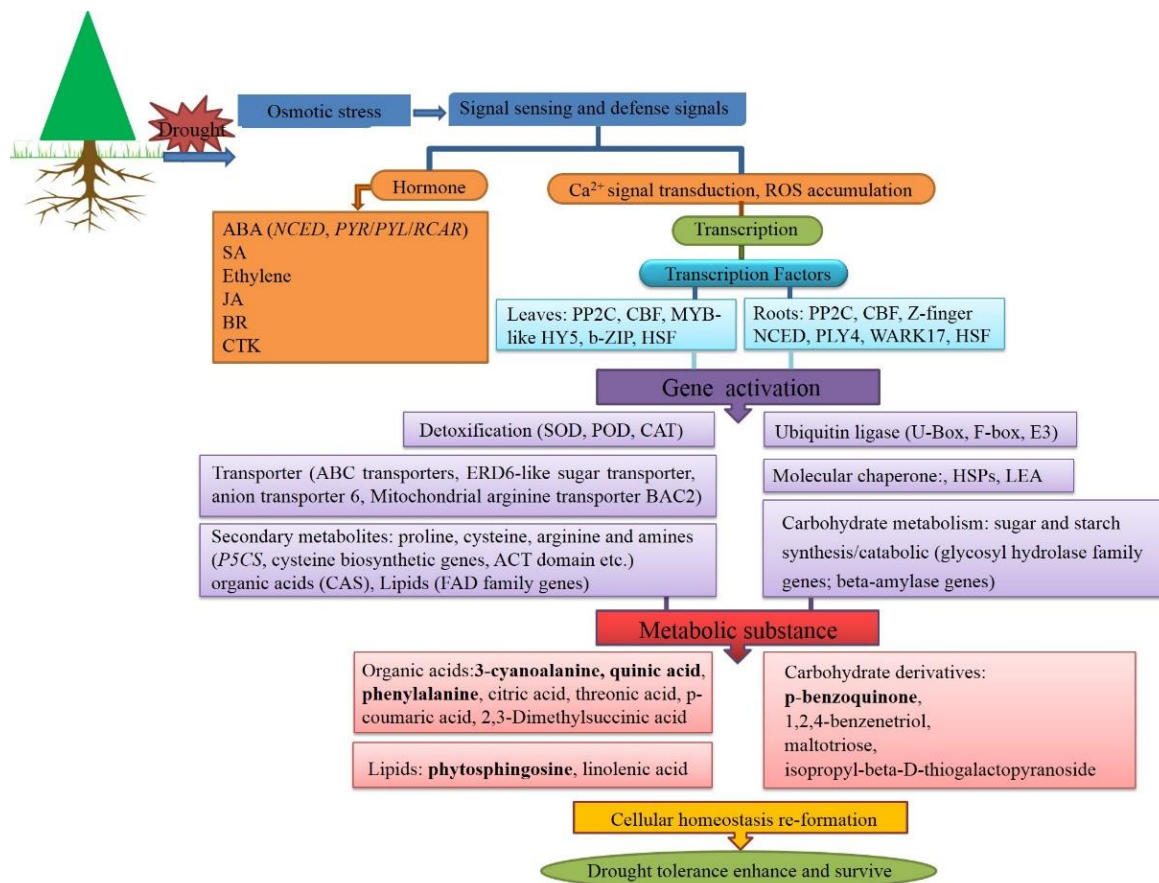 Drought
Osmotic stress
Signal sensing and defense signals
Hormone
Ca²⁺ signal transduction, ROS accumulation
ABA (NCED, PYR/PYL/RCAR)
SA
Ethylene
JA
BR
CTK
Transcription
Transcription Factors
Leaves: PP2C, CBF, MYB-
like HY5, b-ZIP, HSF
Roots: PP2C, CBF, Z-finger
NCED, PLY4, WARK17, HSF
Gene activation
Detoxification (SOD, POD, CAT)
Transporter (ABC transporters, ERD6-like sugar transporter,
anion transporter 6, Mitochondrial arginine transporter BAC2)
Secondary metabolites: proline, cysteine, arginine and amines
(P5CS, cysteine biosynthetic genes, ACT domain etc.)
organic acids (CAS), Lipids (FAD family genes)
Ubiquitin ligase (U-Box, F-box, E3)
Molecular chaperone:, HSPs, LEA
Carbohydrate metabolism: sugar and starch
synthesis/catabolic (glycosyl hydrolase family
genes; beta-amylase genes)
Metabolic substance
Organic acids:3-cyanoalanine, quinic acid,
phenylalanine, citric acid, threonic acid, p-
coumaric acid, 2,3-Dimethylsuccinic acid
Lipids: phytosphingosine, linolenic acid
Carbohydrate derivatives:
p-benzoquinone,
1,2,4-benzenetriol,
maltotriose,
isopropyl-beta-D-thiogalactopyranoside
Cellular homeostasis re-formation
Drought tolerance enhance and survive